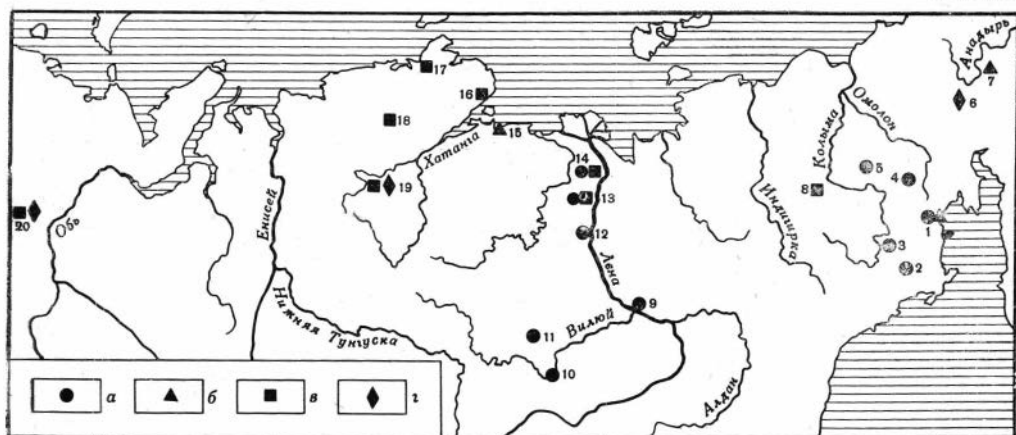 17
16
18
15
Хатанга
14
19
13
12
20
Обь
Енисей
Нижняя Тунгуска
Лена
9
Вилюй
11
10
Алдан
Индигирка
Колыма
Омолон
Анадырь
7
6
5
4
8
1
3
2
а
б
в
г